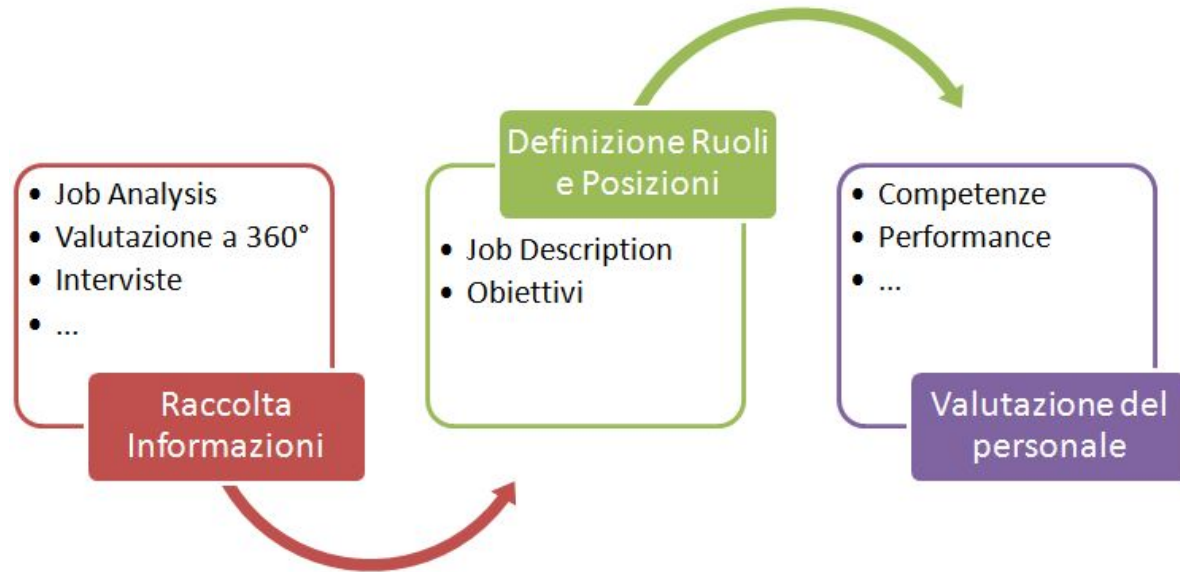 • Job Analysis
• Valutazione a 360°
• Interviste
• ...
Raccolta
Informazioni
Definizione Ruoli
e Posizioni
• Job Description
• Obiettivi
• Competenze
• Performance
• ...
Valutazione del
personale